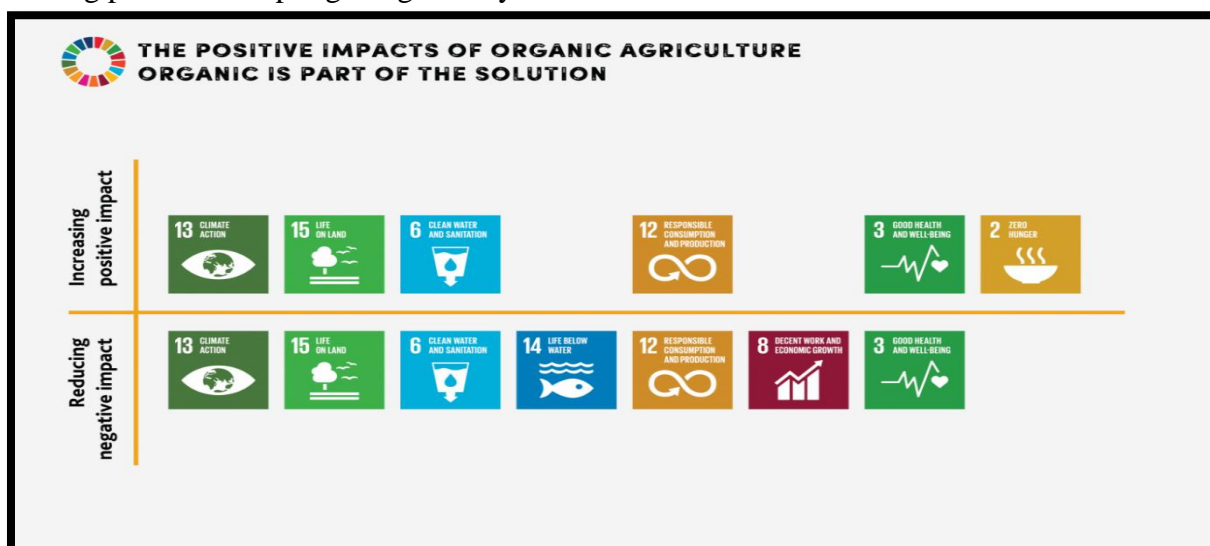 THE POSITIVE IMPACTS OF ORGANIC AGRICULTURE
ORGANIC IS PART OF THE SOLUTION
Increasing
positive impact
13 CLIMATE
ACTION
15 LIFE
ON LAND
6 CLEAN WATER
AND SANITATION
12 RESPONSIBLE
CONSUMPTION
AND PRODUCTION
3 GOOD HEALTH
AND WELL-BEING
2 ZERO
HUNGER
Reducing
negative impact
13 CLIMATE
ACTION
15 LIFE
ON LAND
6 CLEAN WATER
AND SANITATION
14 LIFE BELOW
WATER
12 RESPONSIBLE
CONSUMPTION
AND PRODUCTION
8 DECENT WORK AND
ECONOMIC GROWTH
3 GOOD HEALTH
AND WELL-BEING